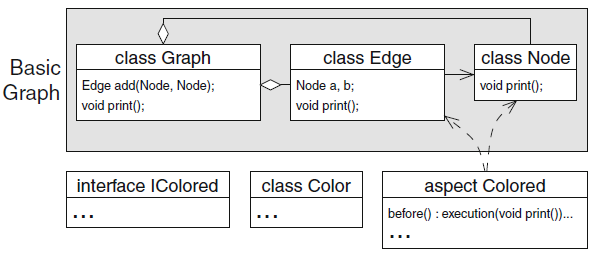 Basic
Graph
class Graph
Edge add(Node, Node);
void print();
class Edge
Node a, b;
void print();
class Node
void print();
interface IColored
...
class Color
...
aspect Colored
before() : execution(void print())...
...